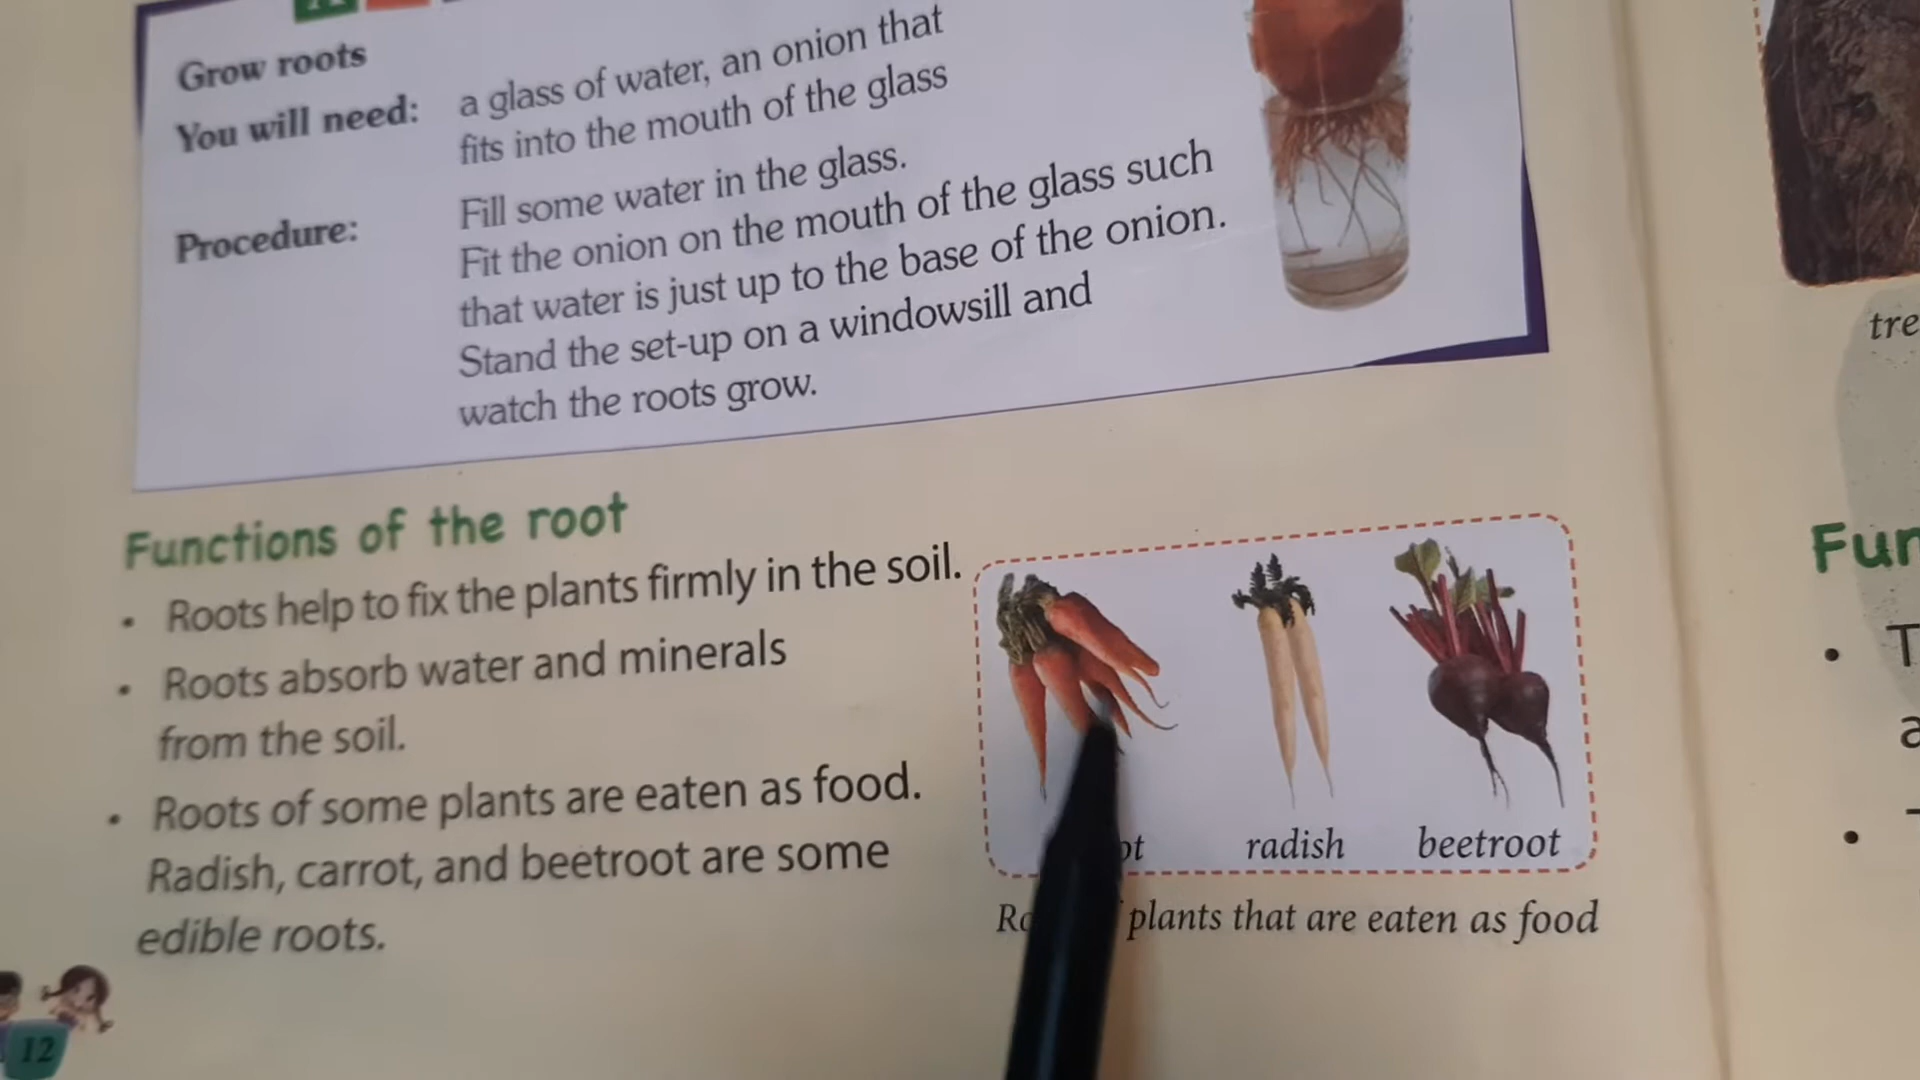 Grow roots
You will need: a glass of water, an onion that
fits into the mouth of the glass
Procedure: Fill some water in the glass.
Fit the onion on the mouth of the glass such
that water is just up to the base of the onion.
Stand the set-up on a windowsill and
watch the roots grow.
Functions of the root
• Roots help to fix the plants firmly in the soil.
• Roots absorb water and minerals
from the soil.
• Roots of some plants are eaten as food.
Radish, carrot, and beetroot are some
edible roots.
radish beetroot
plants that are eaten as food
12
tre
Fun